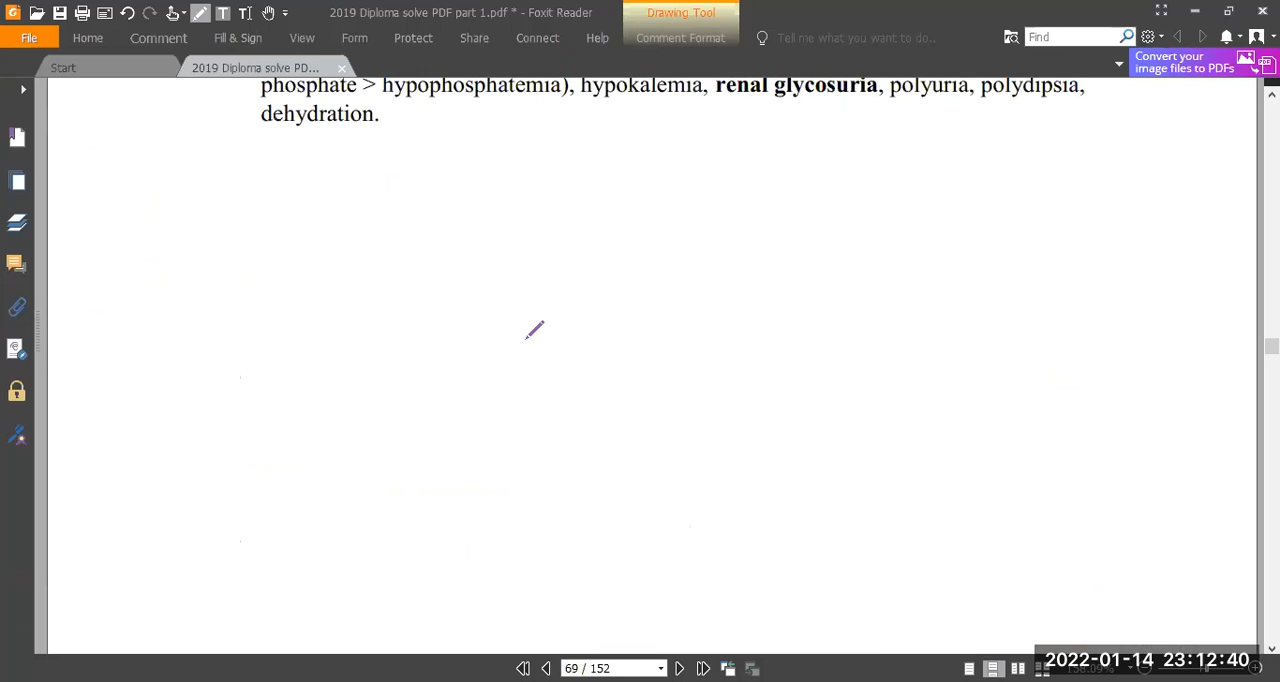 2019 Diploma solve PDF part 1.pdf * - Foxit Reader
Drawing Tool
File Home Comment Fill & Sign View Form Protect Share Connect Help Comment Format Tell me what you want to do.. Find
Start 2019 Diploma solve PD... Convert your
image files to PDFs
phosphate > hypophosphatemia), hypokalemia, renal glycosuria, polyuria, polydipsia,
dehydration.
69 / 152
2022-01-14 23:12:40